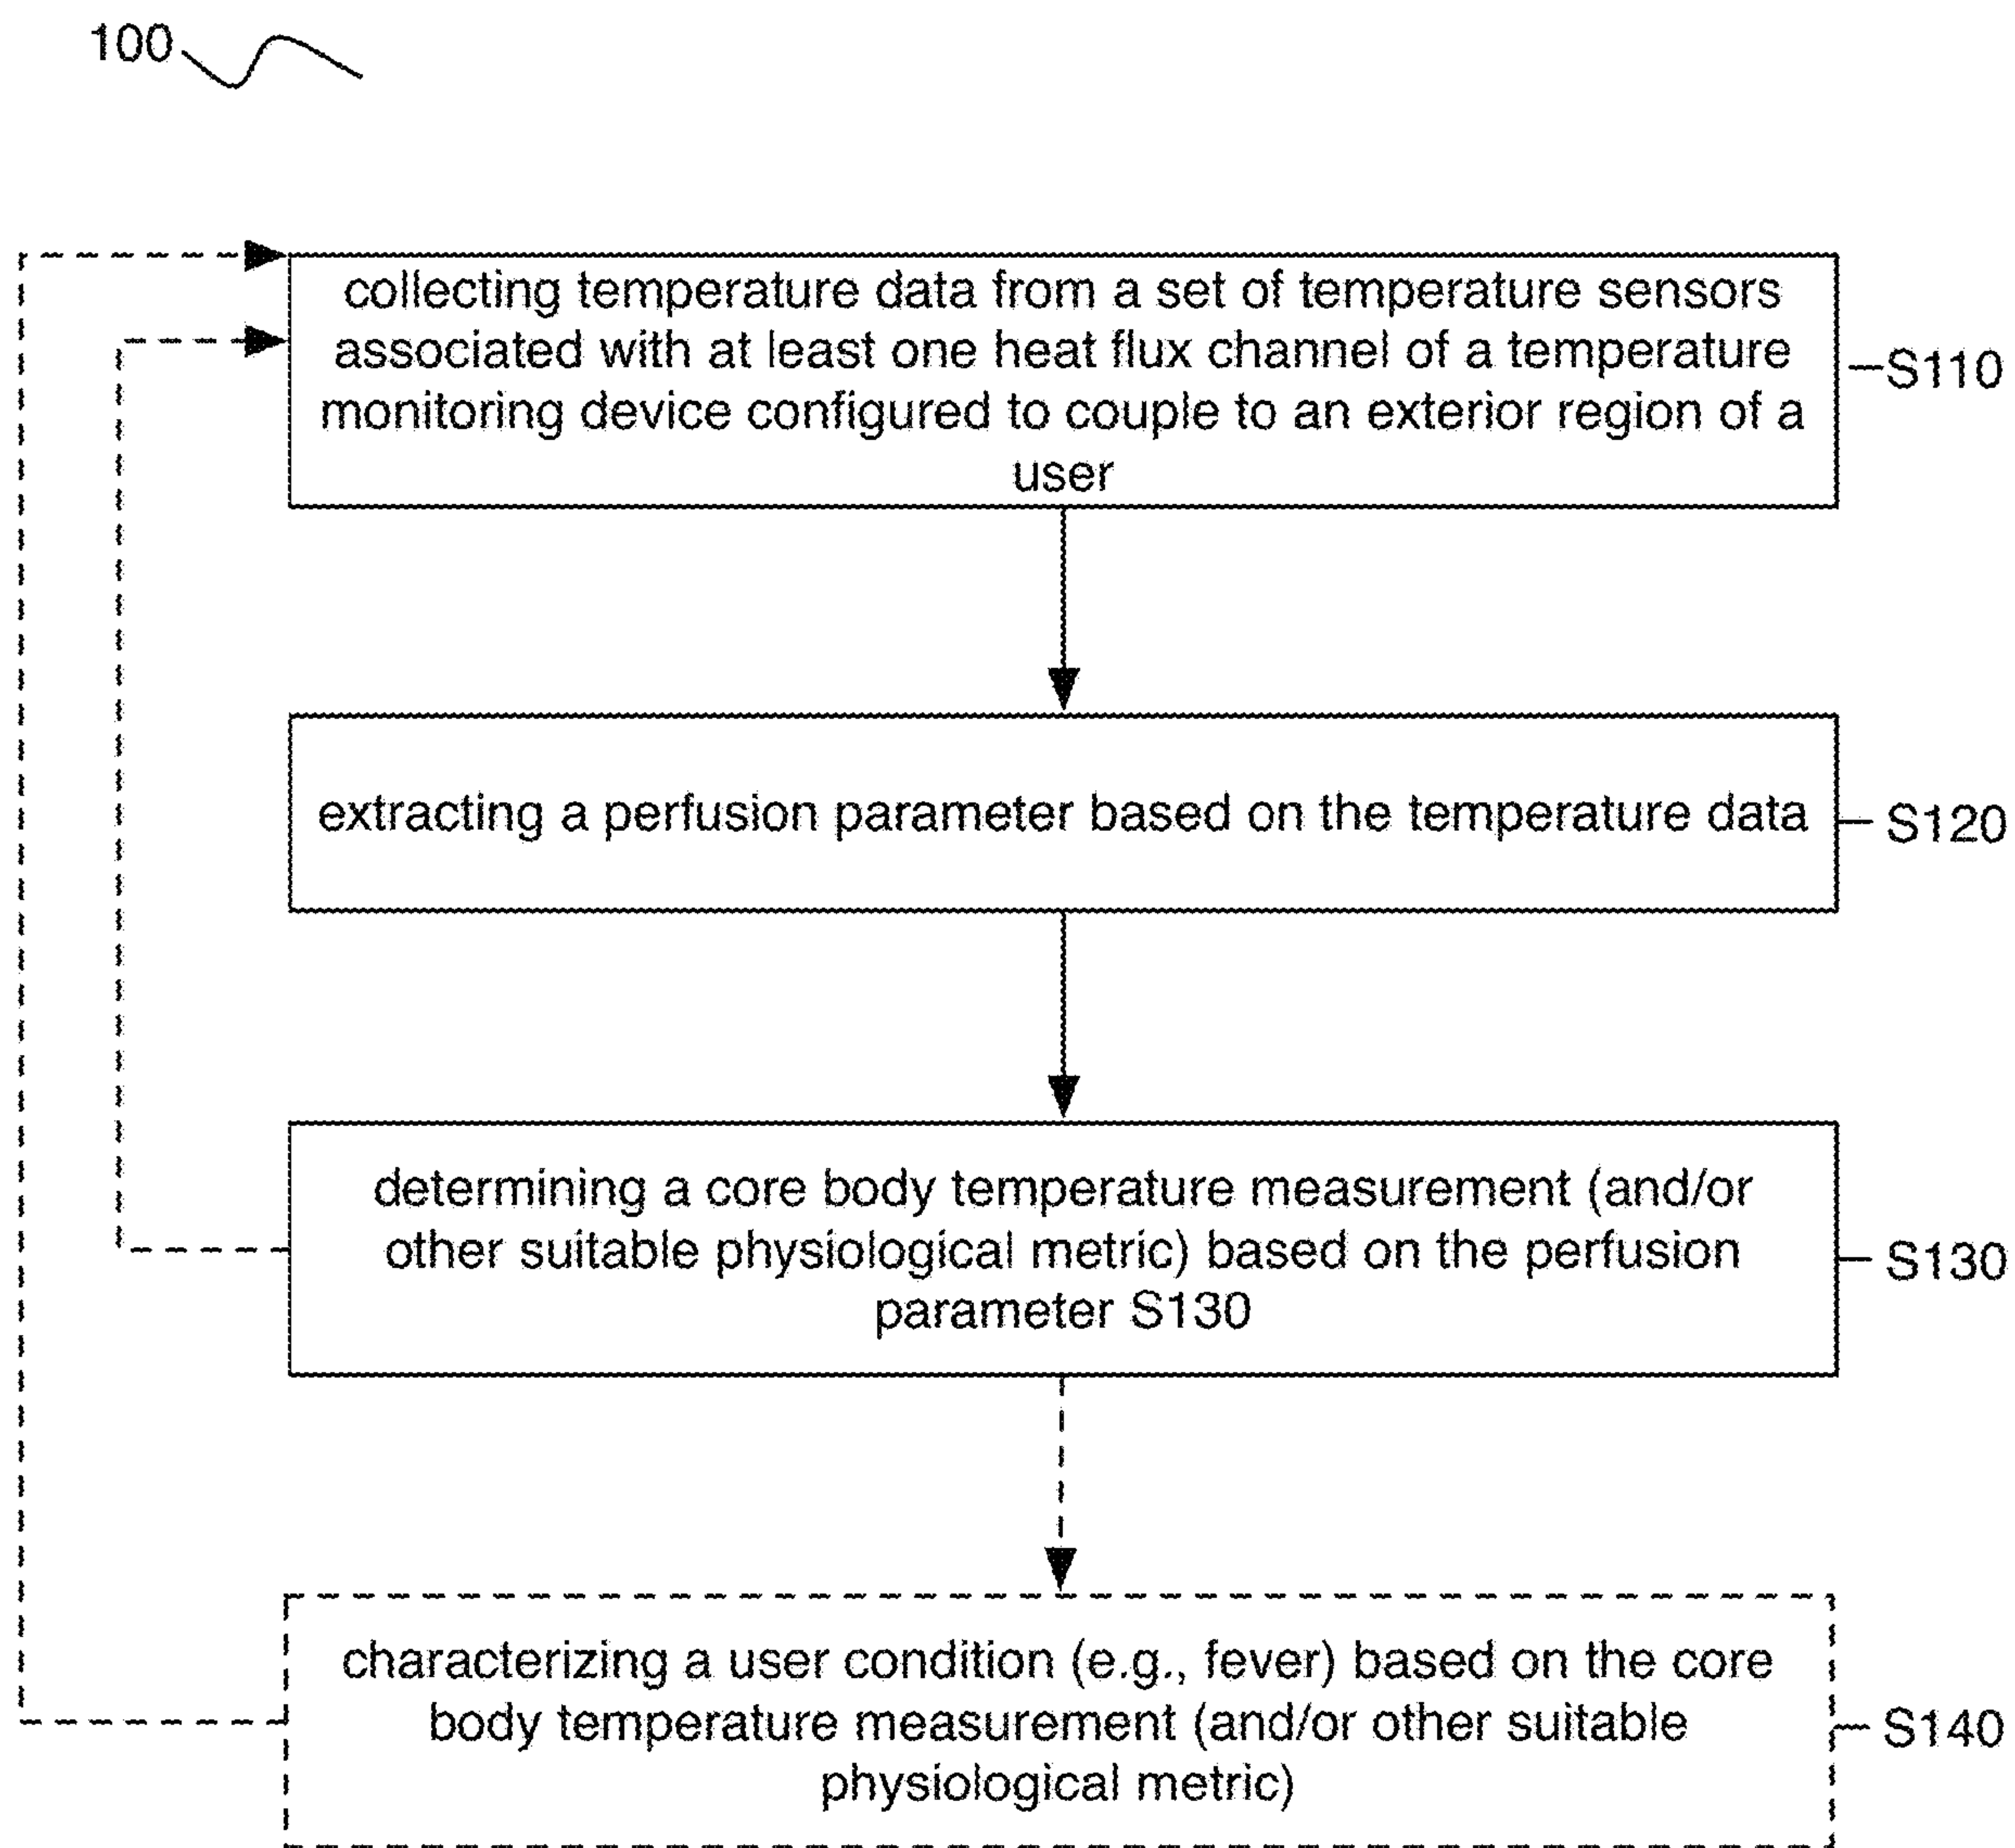 100
collecting temperature data from a set of temperature sensors
associated with at least one heat flux channel of a temperature
monitoring device configured to couple to an exterior region of a
user
S110
extracting a perfusion parameter based on the temperature data
S120
determining a core body temperature measurement (and/or
other suitable physiological metric) based on the perfusion
parameter S130
S130
characterizing a user condition (e.g., fever) based on the core
body temperature measurement (and/or other suitable
physiological metric)
S140